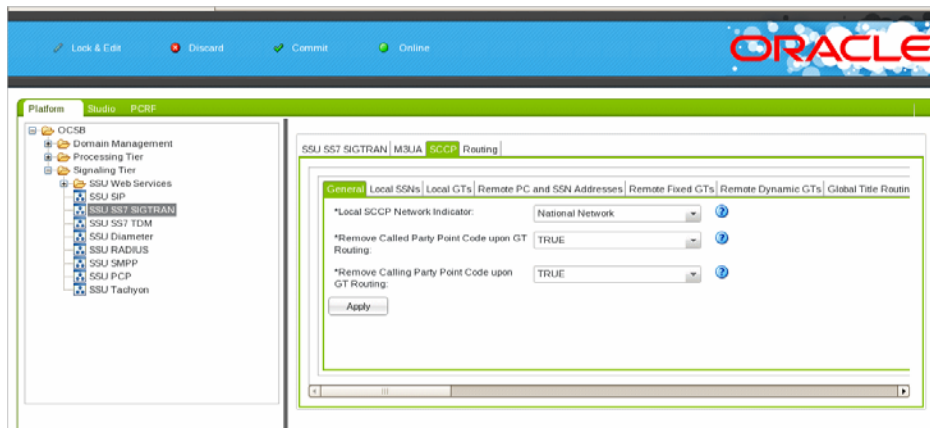 Lock & Edit Discard Commit Online
ORACLE
Platform Studio PCRF
OCSB
Domain Management
Processing Tier
Signaling Tier
SSU Web Services
SSU SIP
SSU SS7 SIGTRAN
SSU SS7 TDM
SSU Diameter
SSU RADIUS
SSU SMPP
SSU PCP
SSU Tachyon
SSU SS7 SIGTRAN M3UA SCCP Routing
General Local SSNs Local GTs Remote PC and SSN Addresses Remote Fixed GTs Remote Dynamic GTs Global Title Routin
*Local SCCP Network Indicator: National Network
*Remove Called Party Point Code upon GT TRUE
Routing:
*Remove Calling Party Point Code upon TRUE
GT Routing:
Apply